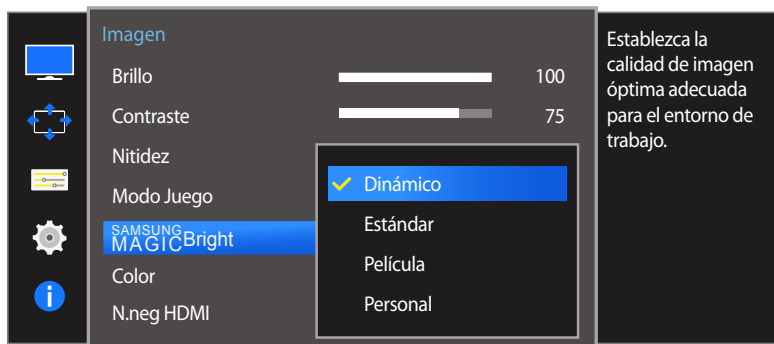 Imagen
Brillo 100
Contraste 75
Nitidez
Modo Juego
SAMSUNG
MAGICBright
Color
N.neg HDMI
Dinámico
Estándar
Película
Personal
Establezca la
calidad de imagen
óptima adecuada
para el entorno de
trabajo.
i